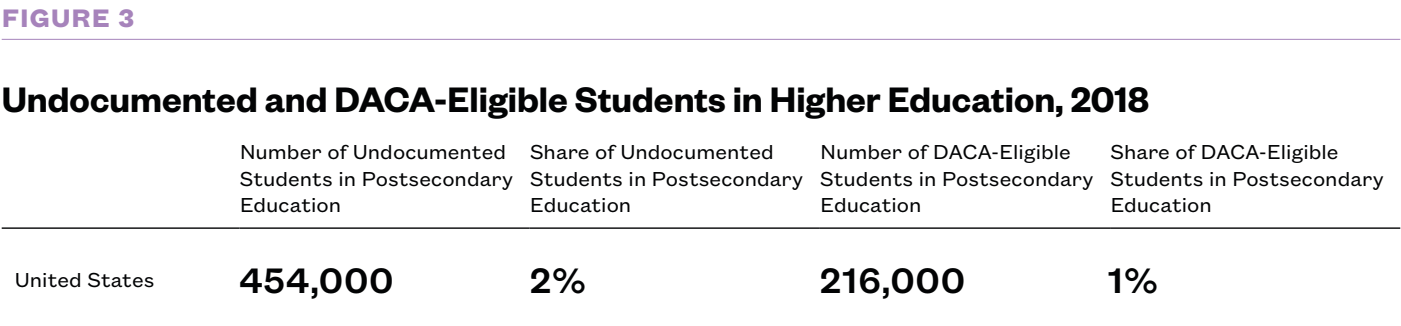 FIGURE 3
Undocumented and DACA-Eligible Students in Higher Education, 2018
Number of Undocumented
Students in Postsecondary
Education
Share of Undocumented
Students in Postsecondary
Education
Number of DACA-Eligible
Students in Postsecondary
Education
Share of DACA-Eligible
Students in Postsecondary
Education
United States 454,000 2% 216,000 1%